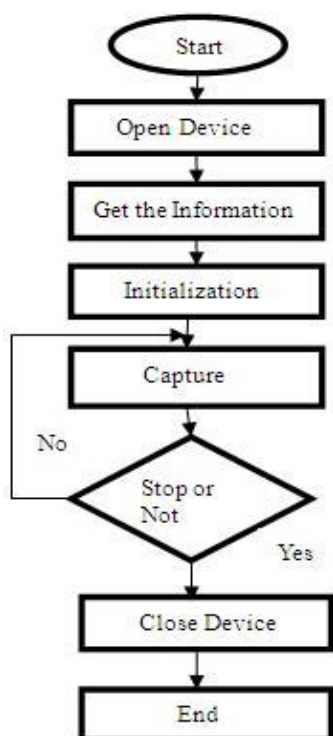 Start
Open Device
Get the Information
Initialization
Capture
No
Stop or
Not
Yes
Close Device
End